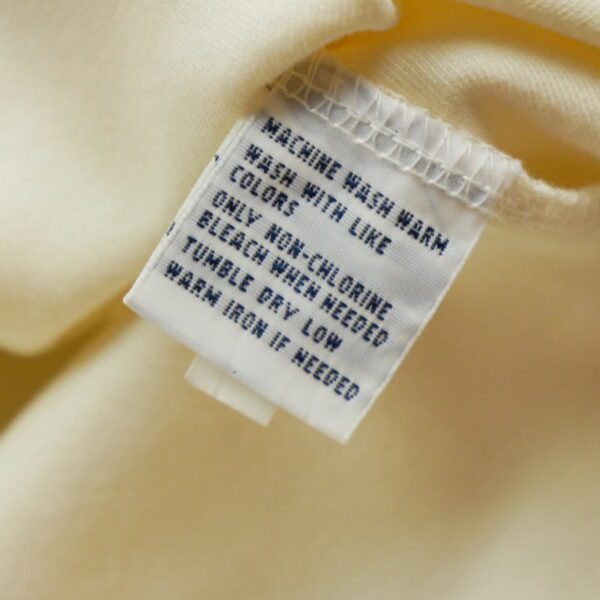 MACHINE WASH WARM
WASH WITH LIKE
COLORS
ONLY NON-CHLORINE
BLEACH WHEN NEEDED
TUMBLE DRY LOW
WARM IRON IF NEEDED